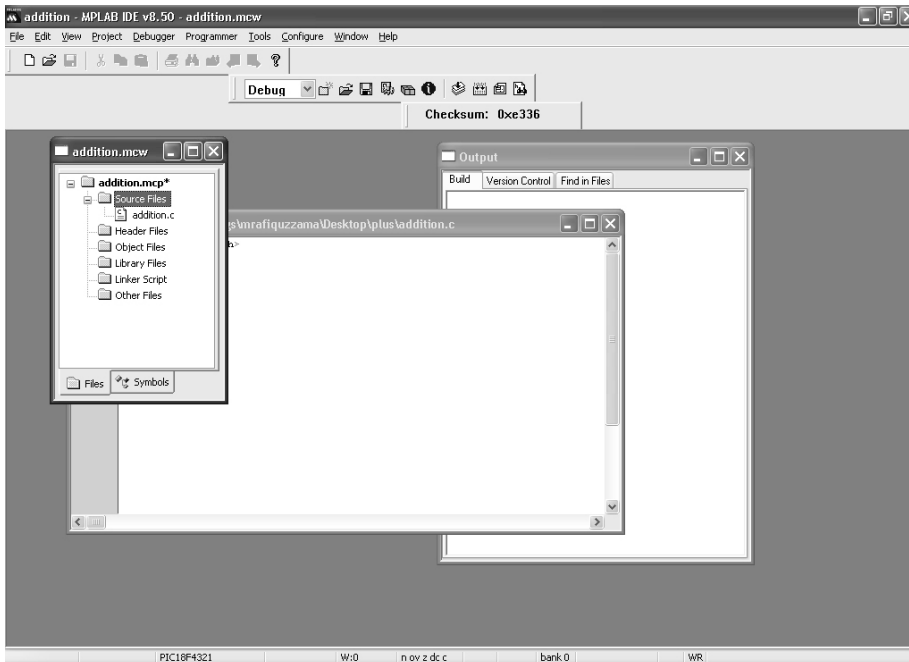 addition - MPLAB IDE v8.50 - addition.mcw
File Edit View Project Debugger Programmer Tools Configure Window Help
Debug
Checksum: 0xe336
addition.mcw
addition.mcp*
Source Files
addition.c
Header Files
Object Files
Library Files
Linker Script
Other Files
Files Symbols
gs\mrafiquzzama\Desktop\plus\addition.c
h>
Output
Build Version Control Find in Files
PIC18F4321 W:0 n ov z dc c bank 0 WR